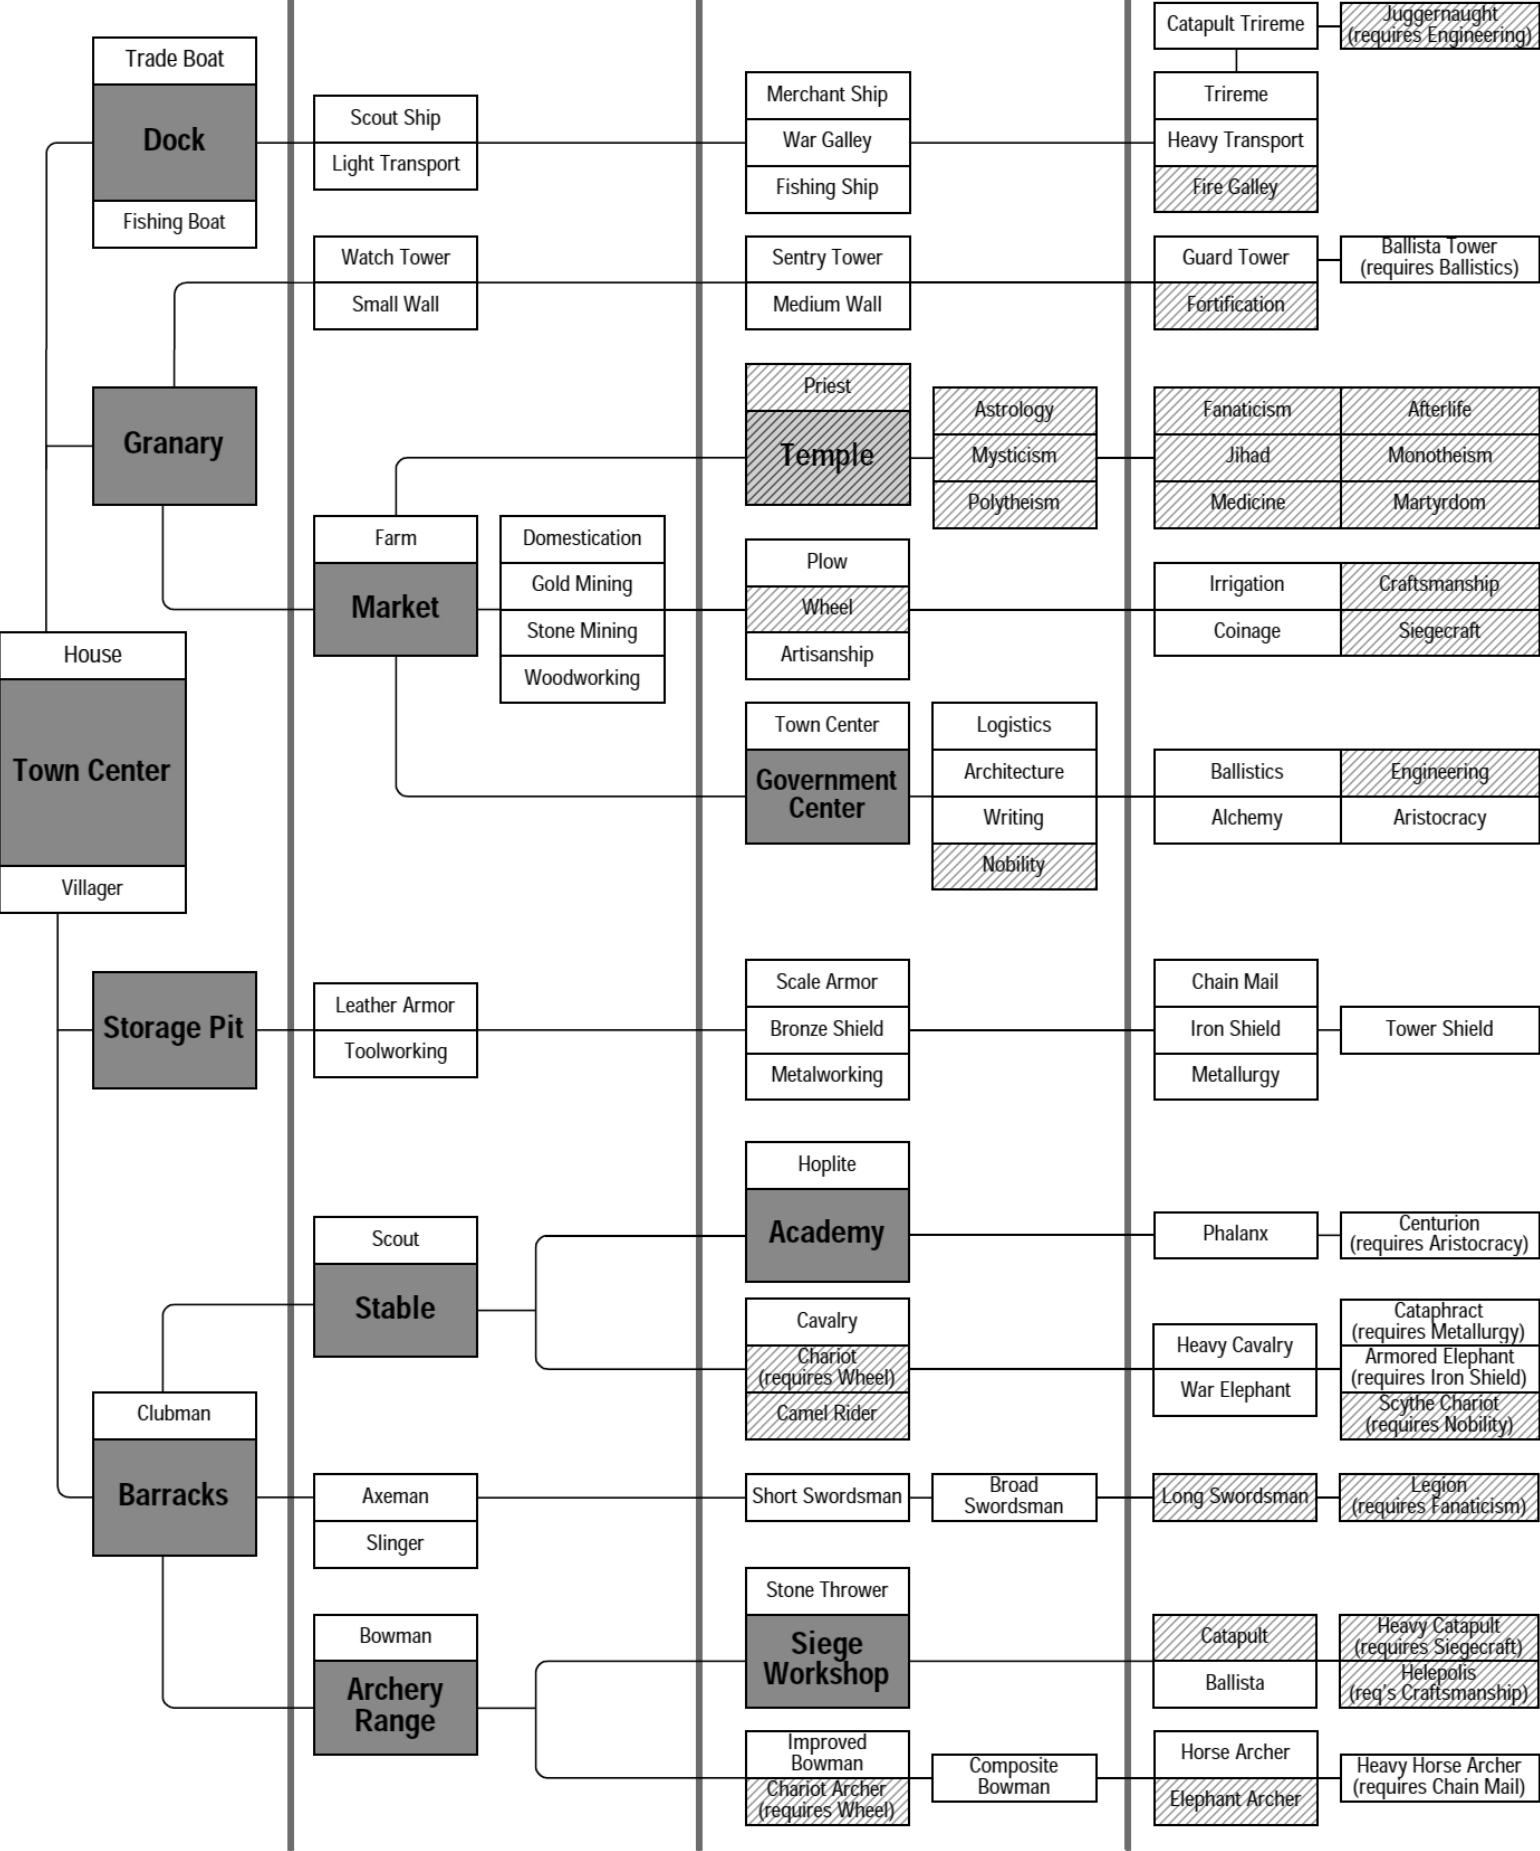 Catapult Trireme
Juggernaught
(requires Engineering)
Trade Boat
Dock
Fishing Boat
Scout Ship
Light Transport
Merchant Ship
War Galley
Fishing Ship
Trireme
Heavy Transport
Fire Galley
Watch Tower
Small Wall
Sentry Tower
Medium Wall
Guard Tower
Fortification
Ballista Tower
(requires Ballistics)
Granary
Priest
Temple
Astrology
Mysticism
Polytheism
Fanaticism
Jihad
Medicine
Afterlife
Monotheism
Martyrdom
Farm
Market
Domestication
Gold Mining
Stone Mining
Woodworking
Plow
Wheel
Artisanship
Irrigation
Coinage
Craftsmanship
Siegecraft
House
Town Center
Villager
Town Center
Government
Center
Logistics
Architecture
Writing
Nobility
Ballistics
Alchemy
Engineering
Aristocracy
Storage Pit
Leather Armor
Toolworking
Scale Armor
Bronze Shield
Metalworking
Chain Mail
Iron Shield
Metallurgy
Tower Shield
Scout
Stable
Hoplite
Academy
Phalanx
Centurion
(requires Aristocracy)
Cavalry
Chariot
(requires Wheel)
Camel Rider
Heavy Cavalry
War Elephant
Cataphract
(requires Metallurgy)
Armored Elephant
(requires Iron Shield)
Scythe Chariot
(requires Nobility)
Clubman
Barracks
Axeman
Slinger
Short Swordsman
Broad
Swordsman
Long Swordsman
Legion
(requires Fanaticism)
Bowman
Archery
Range
Stone Thrower
Siege
Workshop
Catapult
Ballista
Heavy Catapult
(requires Siegecraft)
Helepolis
(req's Craftsmanship)
Improved
Bowman
Chariot Archer
(requires Wheel)
Composite
Bowman
Horse Archer
Elephant Archer
Heavy Horse Archer
(requires Chain Mail)